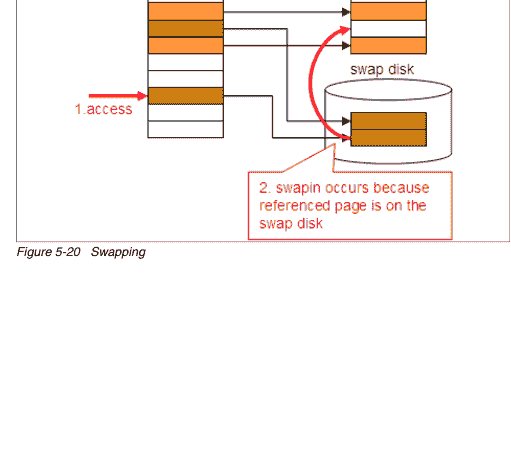 swap disk
1.access
2. swapin occurs because
referenced page is on the
swap disk
Figure 5-20 Swapping